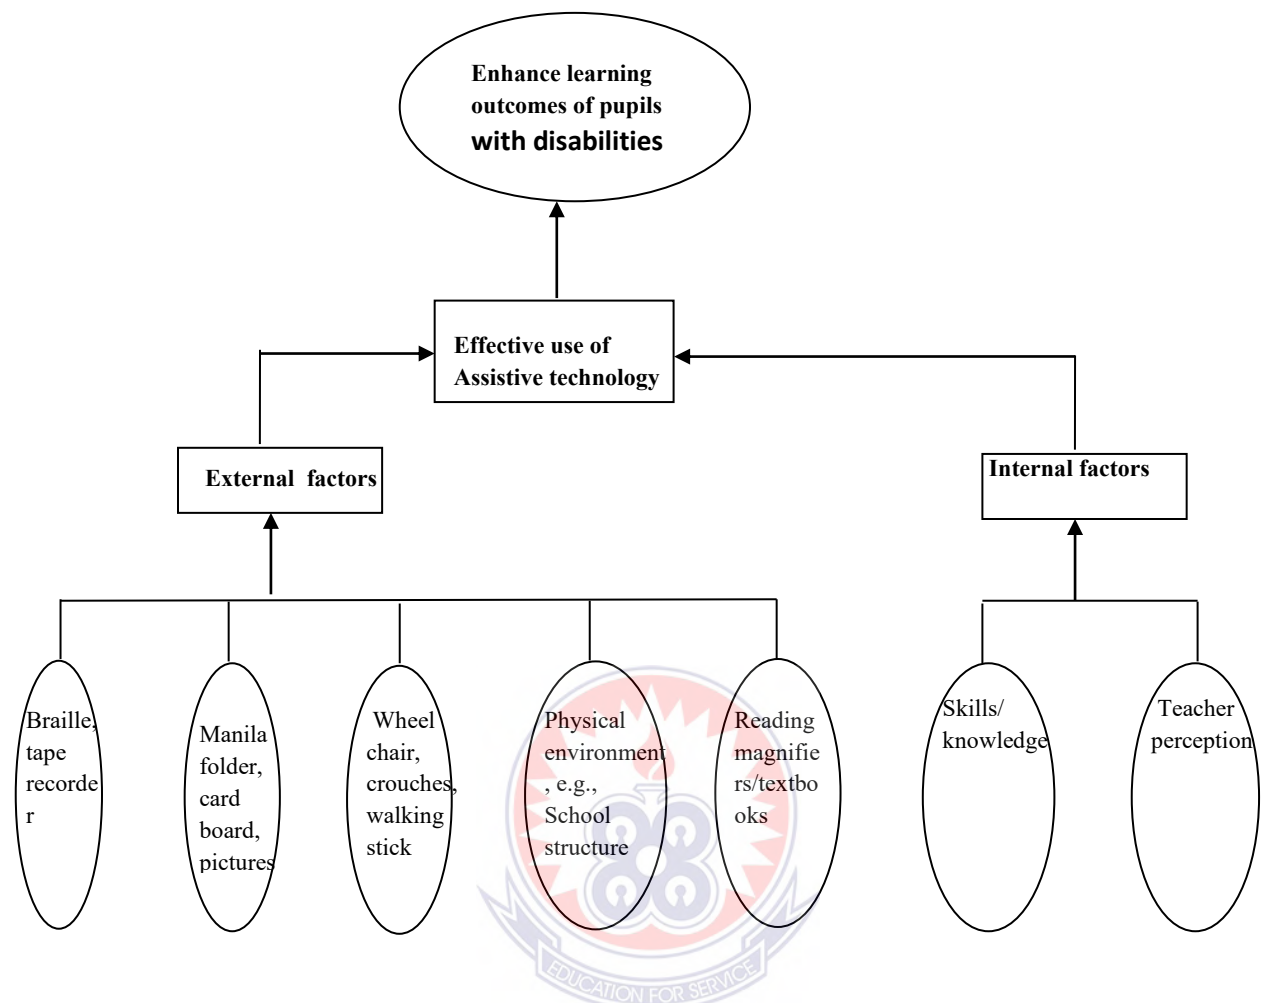 Enhance learning
outcomes of pupils
with disabilities
Effective use of
Assistive technology
External factors
Internal factors
Braille,
tape
recorde
r
Manila
folder,
card
board,
pictures
Wheel
chair,
crouches,
walking
stick
Physical
environment
, e.g.,
School
structure
Reading
magnifie
rs/textbo
oks
Skills/
knowledge
Teacher
perception
EDUCATION FOR SERVICE